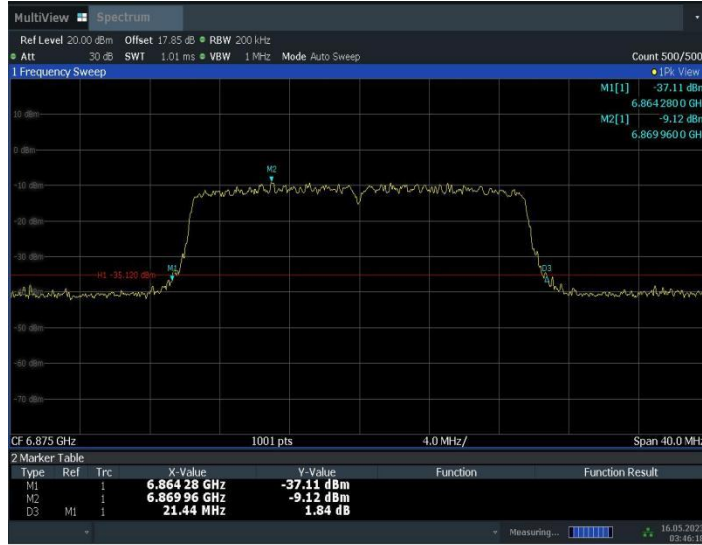 MultiView Spectrum
Ref Level 20.00 dBm Offset 17.85 dB RBW 200 kHz
Att 30 dB SWT 1.01 ms VBW 1 MHz Mode Auto Sweep Count 500/500
1 Frequency Sweep 1Pk View
M1[1] -37.11 dBm
6.864 280 0 GHz
10 dBm
M2[1] -9.12 dBm
6.869 960 0 GHz
0 dBm
M2
-10 dBm
-20 dBm
-30 dBm
H1 -35.120 dBm M1 D3
-50 dBm
-60 dBm
-70 dBm
CF 6.875 GHz 1001 pts 4.0 MHz/ Span 40.0 MHz
2 Marker Table
Type Ref Trc X-Value Y-Value Function Function Result
M1 1 6.864 28 GHz -37.11 dBm
M2 1 6.869 96 GHz -9.12 dBm
D3 M1 1 21.44 MHz 1.84 dB
Measuring... 16.05.2023
03:46:18